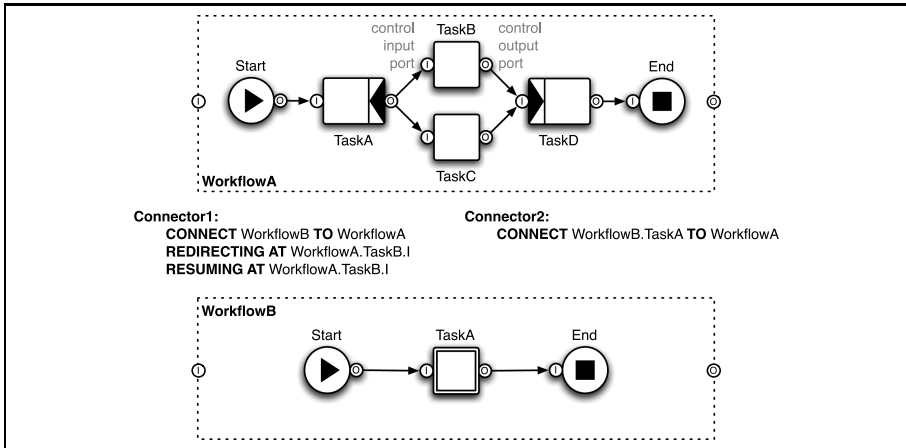 control
input
port
TaskB
control
output
port
Start
End
I
O
I
O
I
O
I
O
I
O
I
O
I
O
TaskA
TaskD
TaskC
WorkflowA
Connector1:
CONNECT WorkflowB TO WorkflowA
REDIRECTING AT WorkflowA.TaskB.I
RESUMING AT WorkflowA.TaskB.I
Connector2:
CONNECT WorkflowB.TaskA TO WorkflowA
WorkflowB
Start
TaskA
End
I
O
I
O
I
O